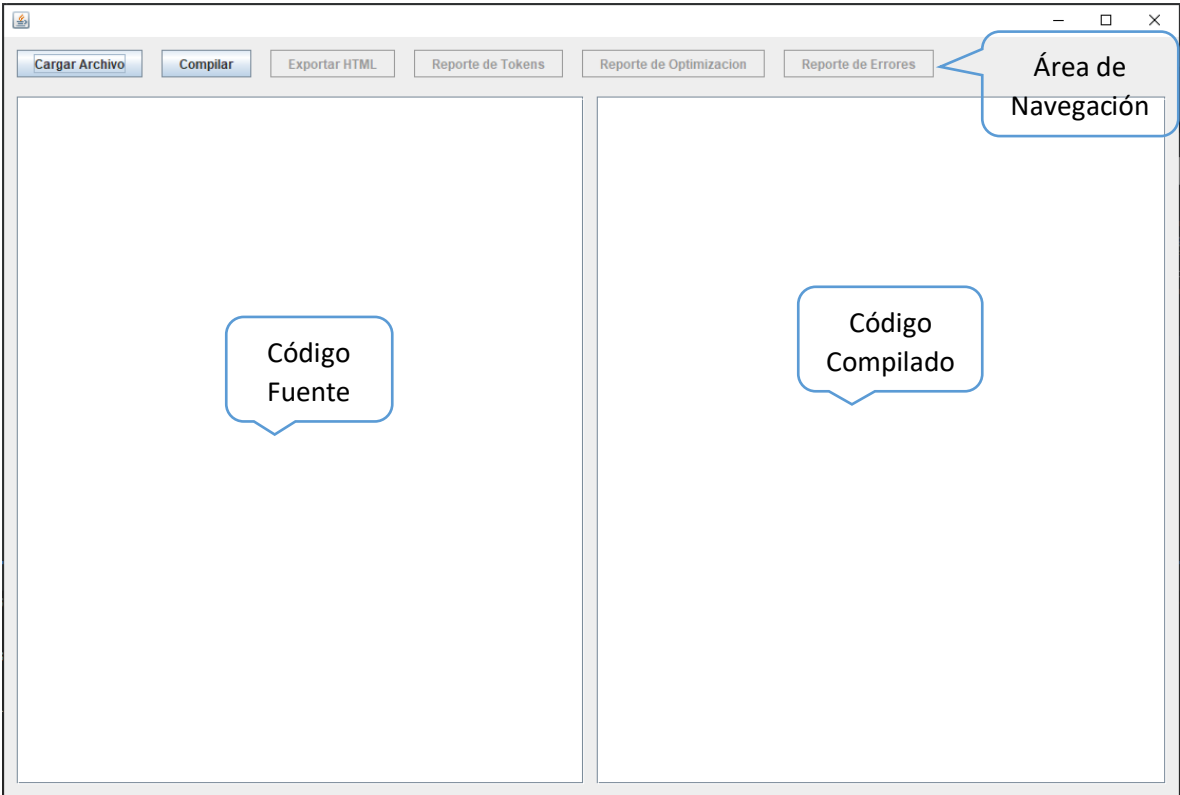 Cargar Archivo Compilar Exportar HTML Reporte de Tokens Reporte de Optimizacion Reporte de Errores
Área de
Navegación
Código
Fuente
Código
Compilado